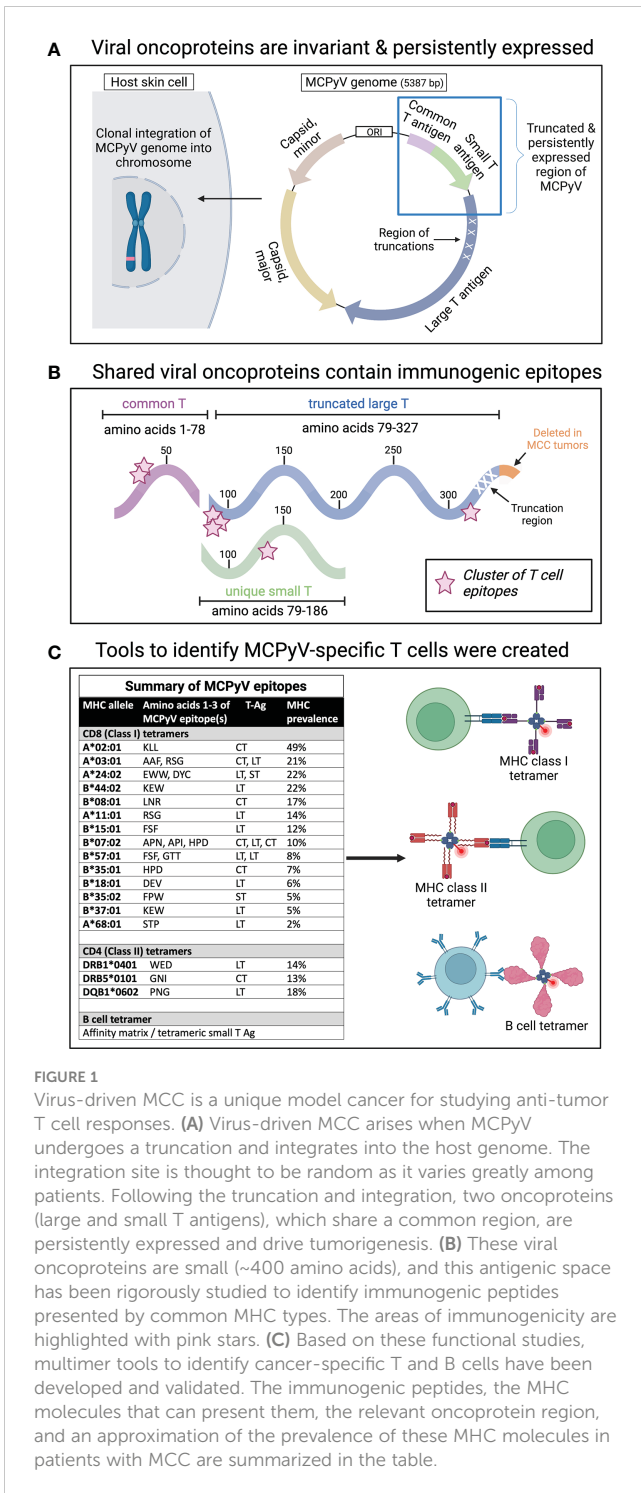 A Viral oncoproteins are invariant & persistently expressed
Host skin cell
MCPyV genome (5387 bp)
Clonal integration of
MCPyV genome into
chromosome
Capsid,
minor
ORI
Common
T antigen
Small T
antigen
Truncated &
persistently
expressed
region of
MCPyV
Region of
truncations
X X X X
Capsid,
major
Large T antigen
B Shared viral oncoproteins contain immunogenic epitopes
common T
amino acids 1-78
truncated large T
amino acids 79-327
Deleted in
MCC tumors
50
150
250
100
200
300
XXX
Truncation
region
150
100
unique small T
amino acids 79-186
Cluster of T cell
epitopes
C Tools to identify MCPyV-specific T cells were created
Summary of MCPyV epitopes
MHC allele Amino acids 1-3 of MCPyV epitope(s) T-Ag MHC prevalence
CD8 (Class I) tetramers
A*02:01 KLL CT 49%
A*03:01 AAF, RSG CT, LT 21%
A*24:02 EWW, DYC LT, ST 22%
B*44:02 KEW LT 22%
B*08:01 LNR CT 17%
A*11:01 RSG LT 14%
B*15:01 FSF LT 12%
B*07:02 APN, API, HPD CT, LT, CT 10%
B*57:01 FSF, GTT LT, LT 8%
B*35:01 HPD CT 7%
B*18:01 DEV LT 6%
B*35:02 FPW ST 5%
B*37:01 KEW LT 5%
A*68:01 STP LT 2%
CD4 (Class II) tetramers
DRB1*0401 WED LT 14%
DRB5*0101 GNI CT 13%
DQB1*0602 PNG LT 18%
B cell tetramer
Affinity matrix / tetrameric small T Ag
MHC class I
tetramer
MHC class II
tetramer
B cell tetramer
FIGURE 1
Virus-driven MCC is a unique model cancer for studying anti-tumor
T cell responses. (A) Virus-driven MCC arises when MCPyV
undergoes a truncation and integrates into the host genome. The
integration site is thought to be random as it varies greatly among
patients. Following the truncation and integration, two oncoproteins
(large and small T antigens), which share a common region, are
persistently expressed and drive tumorigenesis. (B) These viral
oncoproteins are small (~400 amino acids), and this antigenic space
has been rigorously studied to identify immunogenic peptides
presented by common MHC types. The areas of immunogenicity are
highlighted with pink stars. (C) Based on these functional studies,
multimer tools to identify cancer-specific T and B cells have been
developed and validated. The immunogenic peptides, the MHC
molecules that can present them, the relevant oncoprotein region,
and an approximation of the prevalence of these MHC molecules in
patients with MCC are summarized in the table.